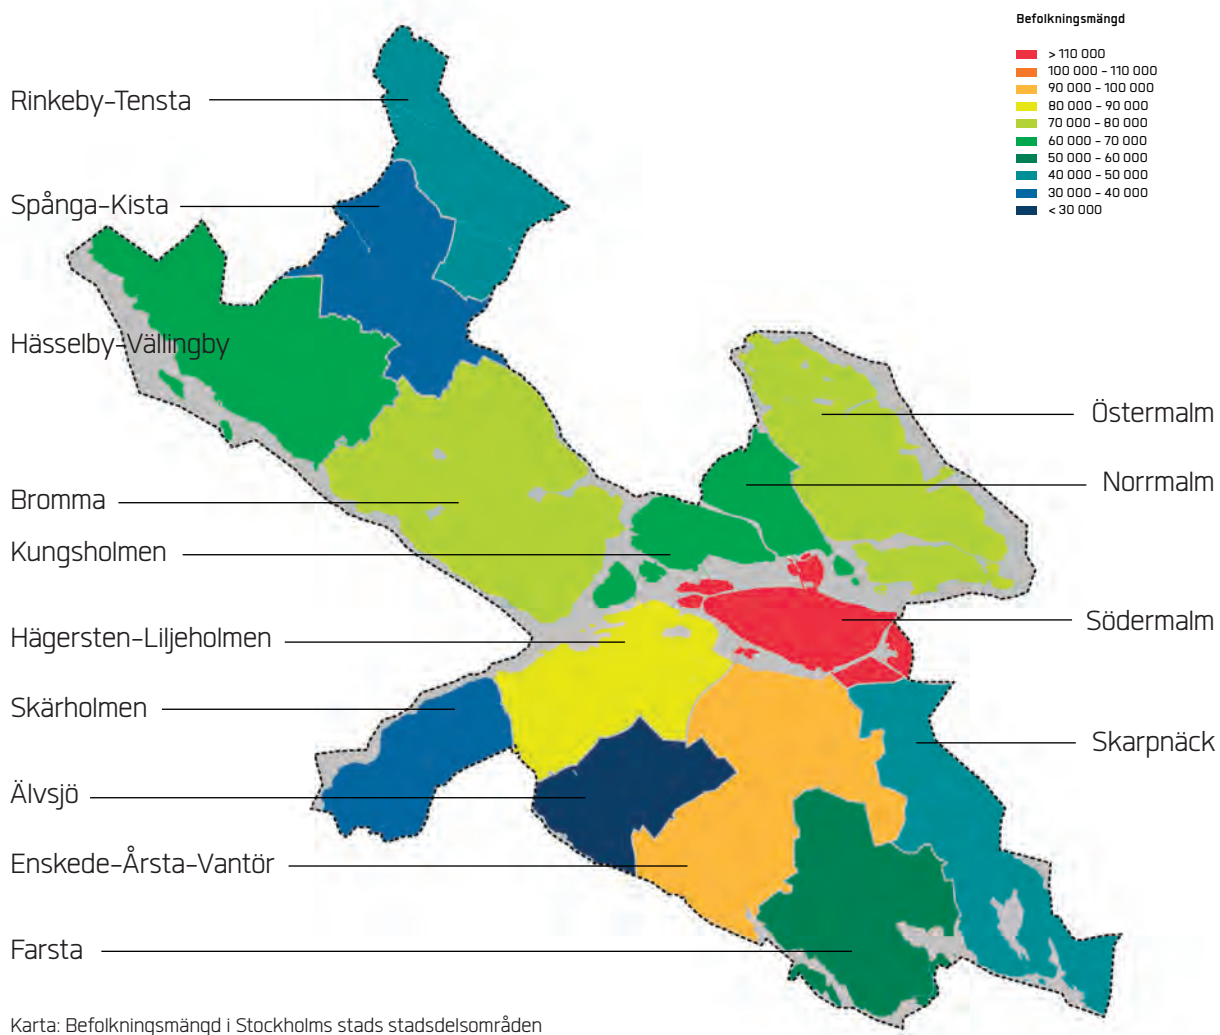 Befolkningsmängd
> 110 000
100 000 - 110 000
90 000 - 100 000
80 000 - 90 000
70 000 - 80 000
60 000 - 70 000
50 000 - 60 000
40 000 - 50 000
30 000 - 40 000
< 30 000
Rinkeby-Tensta
Spånga-Kista
Hässelby-Vällingby
Bromma
Kungsholmen
Hägersten-Liljeholmen
Skärholmen
Älvsjö
Enskede-Årsta-Vantör
Farsta
Östermalm
Norrmalm
Södermalm
Skarpnäck
Karta: Befolkningsmängd i Stockholms stads stadsdelsområden